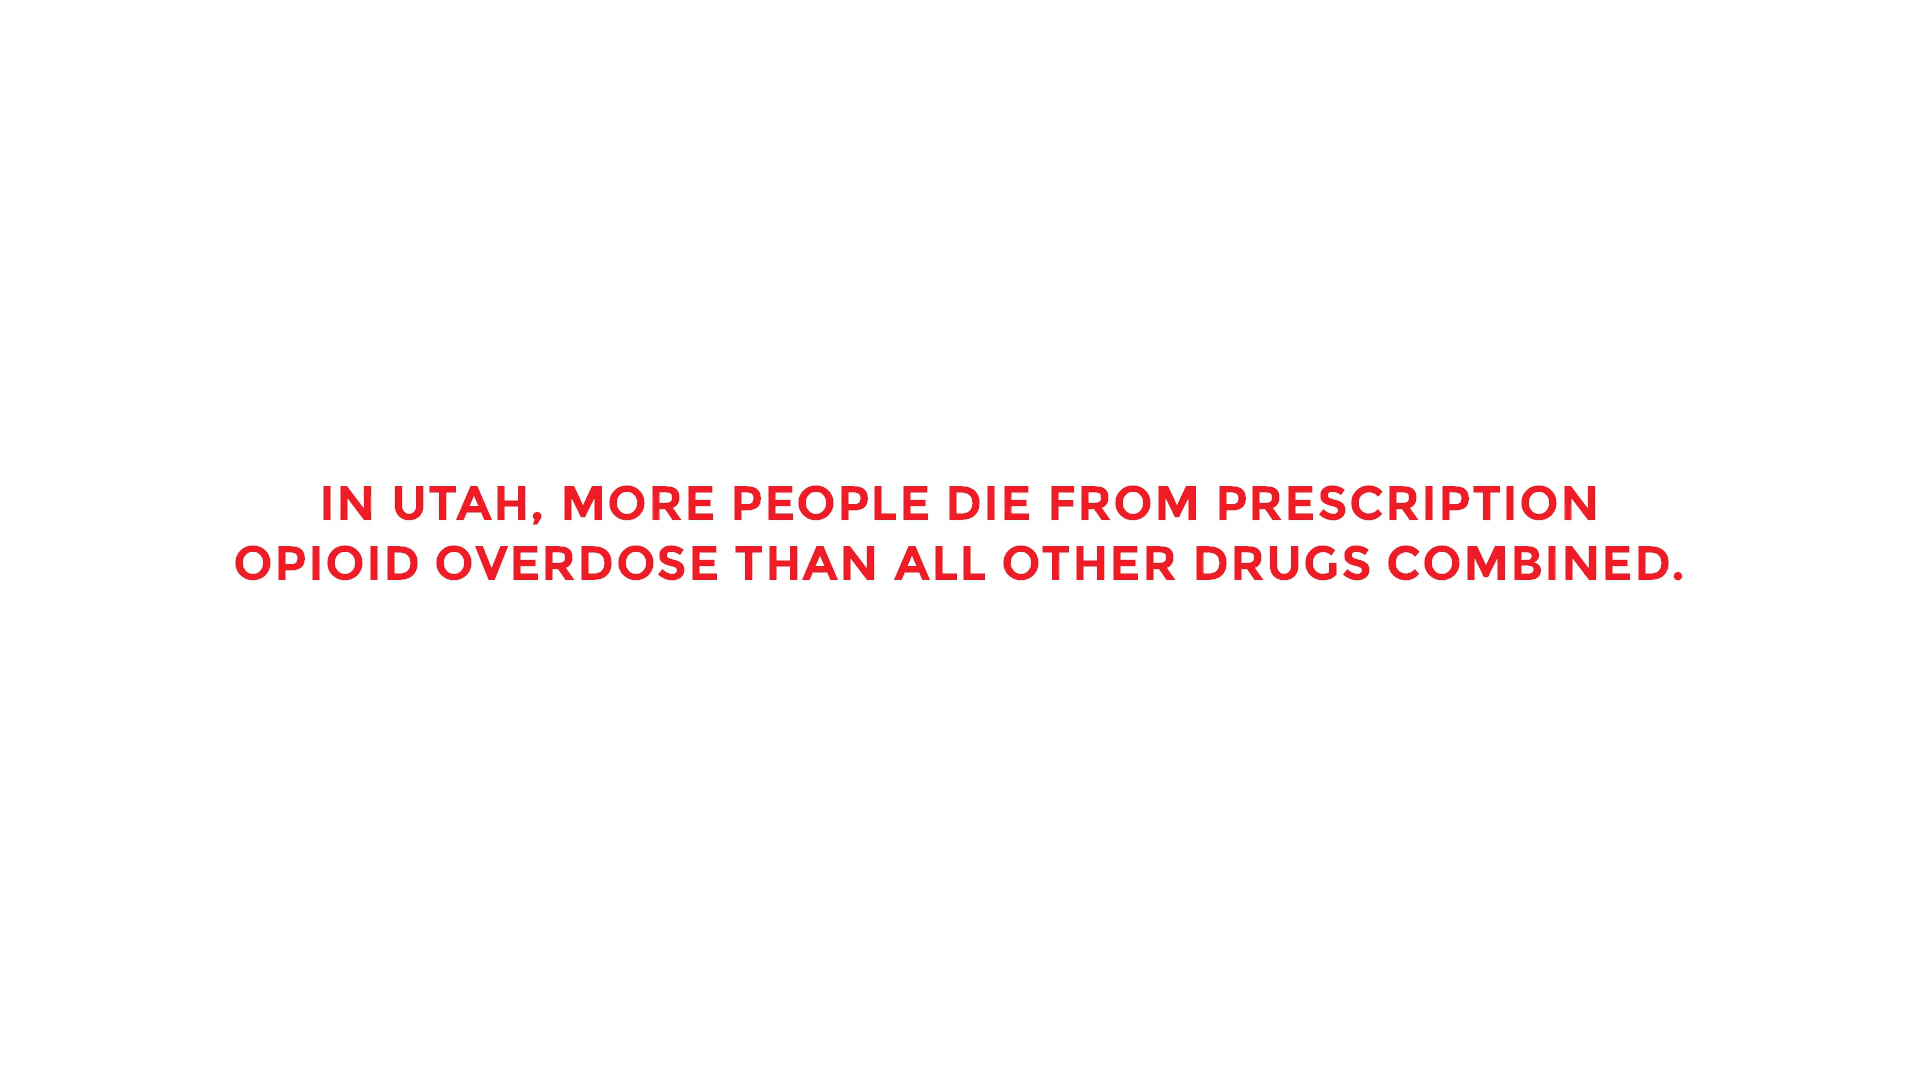 IN UTAH, MORE PEOPLE DIE FROM PRESCRIPTION
OPIOID OVERDOSE THAN ALL OTHER DRUGS COMBINED.